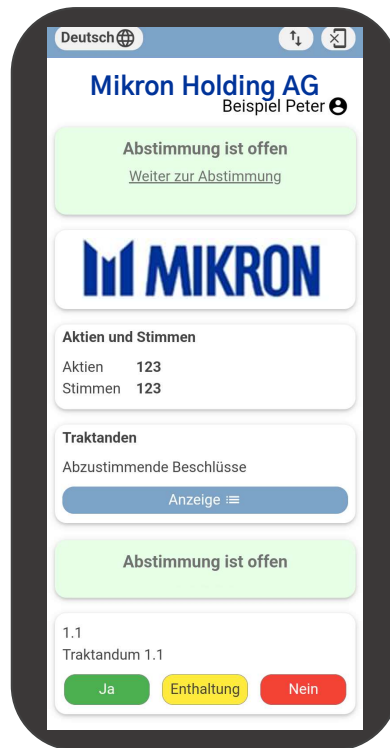 Deutsch
Mikron Holding AG
Beispiel Peter
Abstimmung ist offen
Weiter zur Abstimmung
MIKRON
Aktien und Stimmen
Aktien 123
Stimmen 123
Traktanden
Abzustimmende Beschlüsse
Anzeige
Abstimmung ist offen
1.1
Traktandum 1.1
Ja Enthaltung Nein